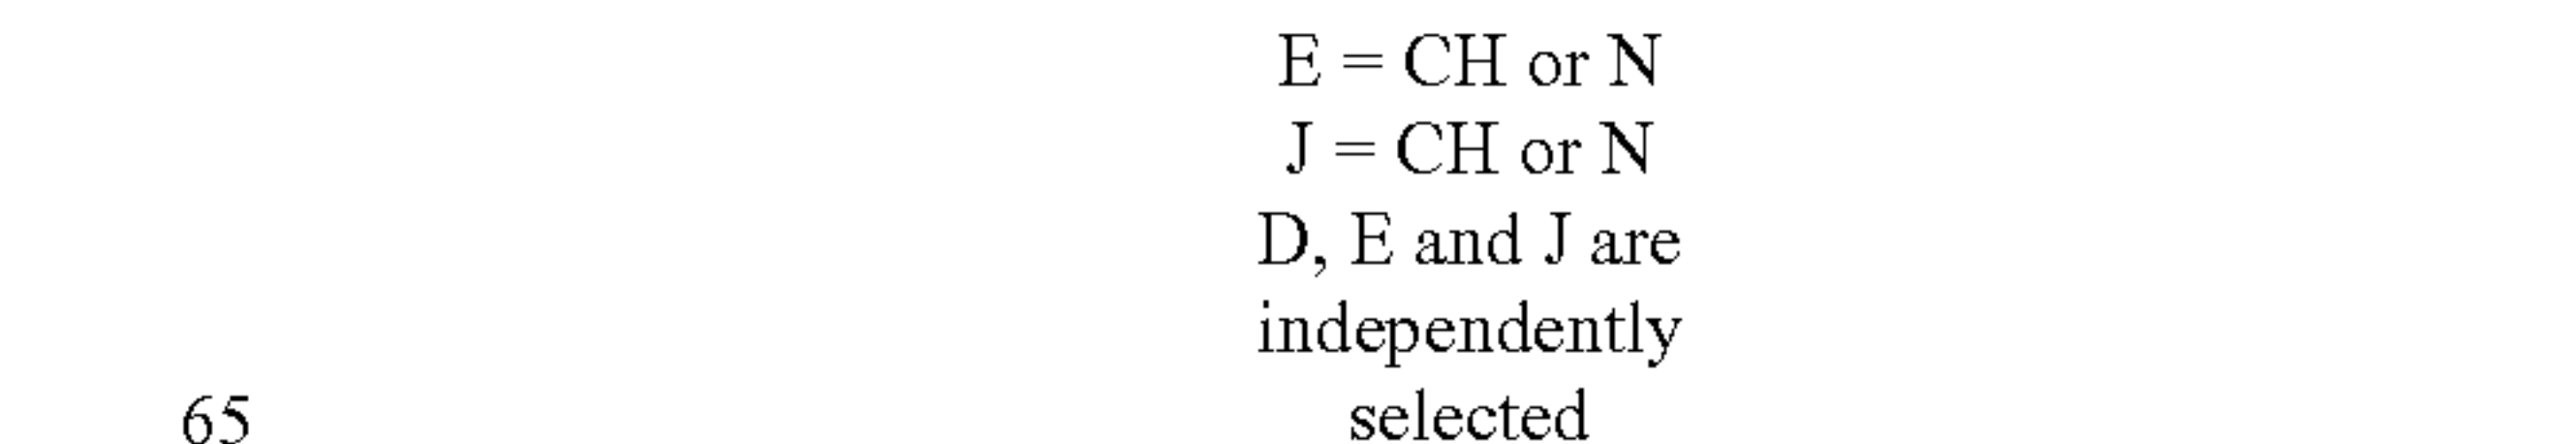 E = CH or N
J = CH or N
D, E and J are
independently
65 selected